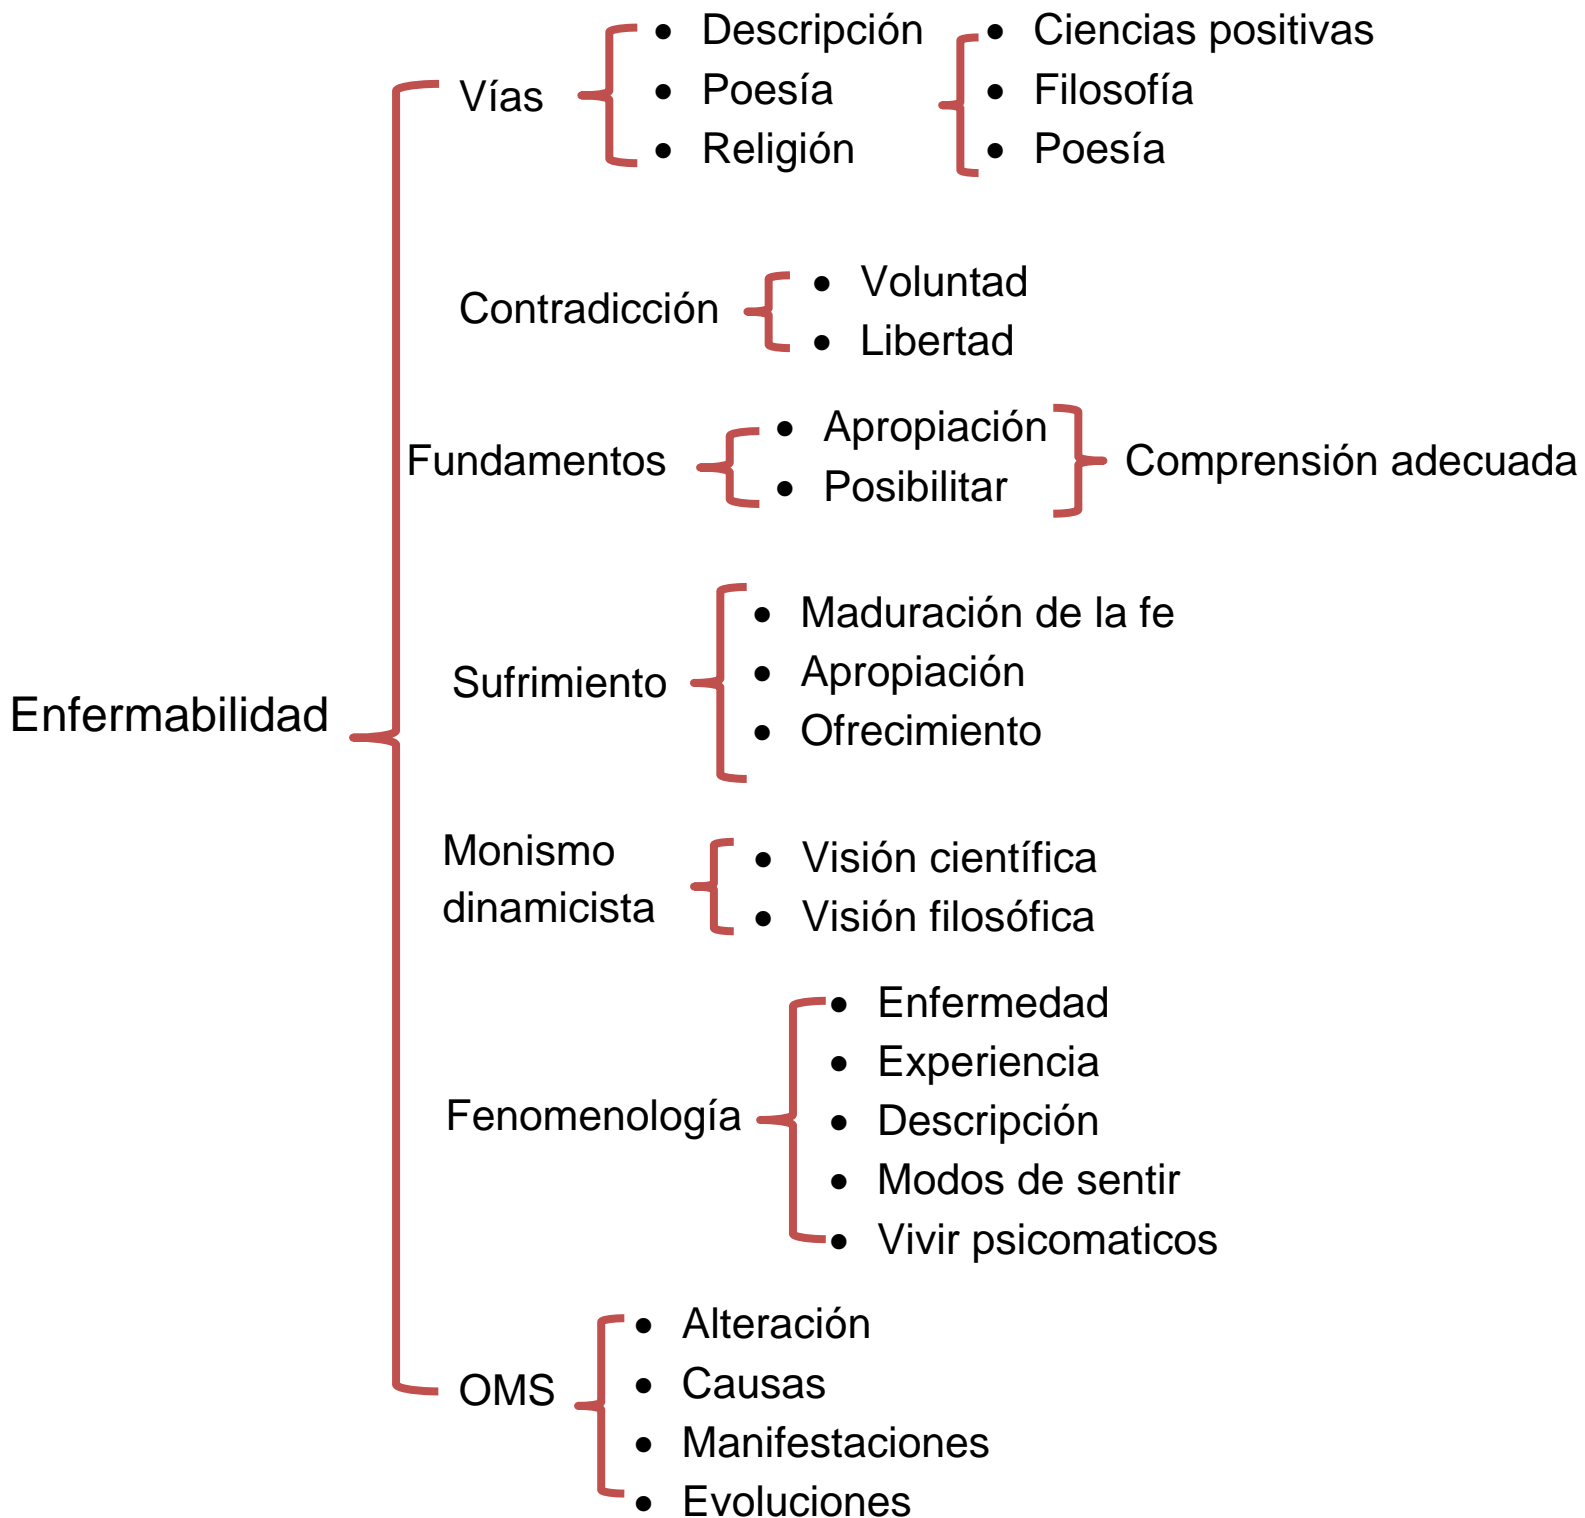 Enfermabilidad
Vías
• Descripción
• Poesía
• Religión
• Ciencias positivas
• Filosofía
• Poesía
Contradicción
• Voluntad
• Libertad
Fundamentos
• Apropiación
• Posibilitar
Comprensión adecuada
Sufrimiento
• Maduración de la fe
• Apropiación
• Ofrecimiento
Monismo
dinamicista
• Visión científica
• Visión filosófica
Fenomenología
• Enfermedad
• Experiencia
• Descripción
• Modos de sentir
• Vivir psicomaticos
OMS
• Alteración
• Causas
• Manifestaciones
• Evoluciones